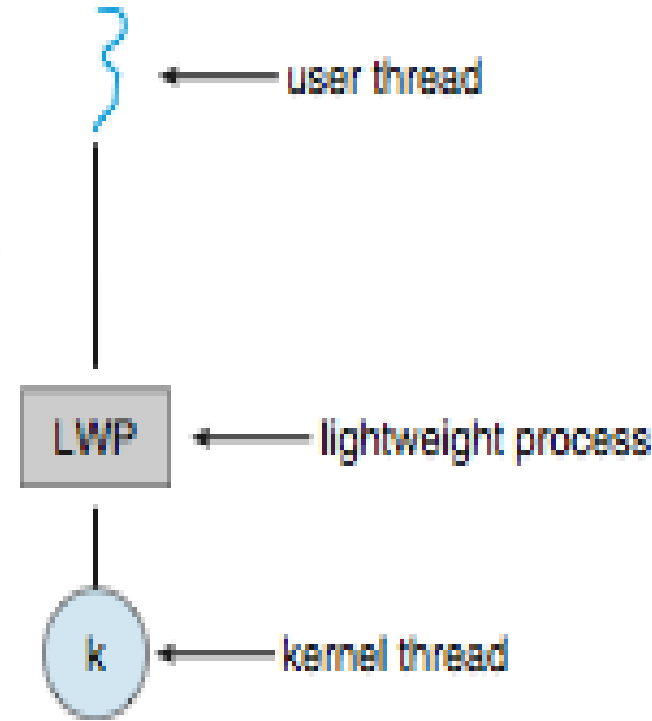 user thread
LWP
lightweight process
k
kernel thread